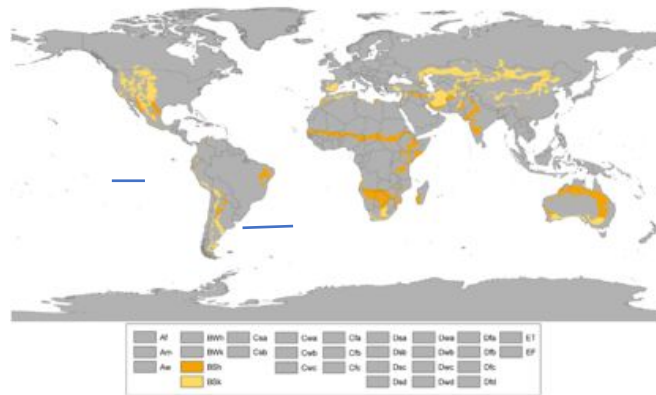 Af BWh Csa Cwa Cfa Dsa Dwa Dfa ET
Am BWk Csb Cwb Cfb Dsb Dwb Dfb EF
Aw BSh Cwc Cfc Dsc Dwc Dfc
BSk Dsd Dwd Dfd